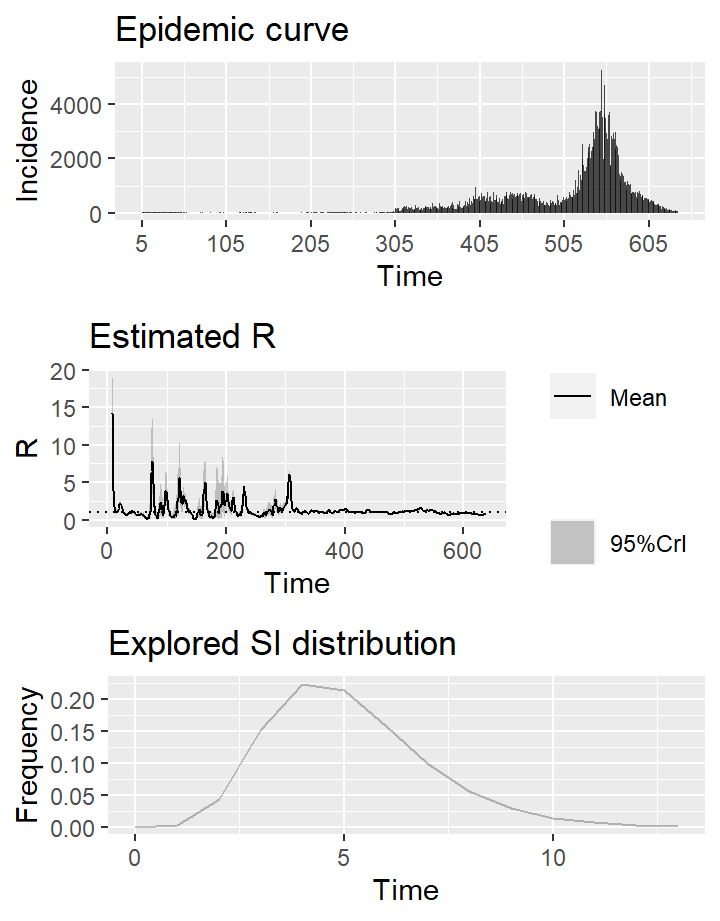 Epidemic curve
Incidence
4000
2000
0
5 105 205 305 405 505 605
Time
Estimated R
R
20
15
10
5
0
0 200 400 600
Time
Mean
95%CrI
Explored SI distribution
Frequency
0.20
0.15
0.10
0.05
0.00
0 5 10
Time